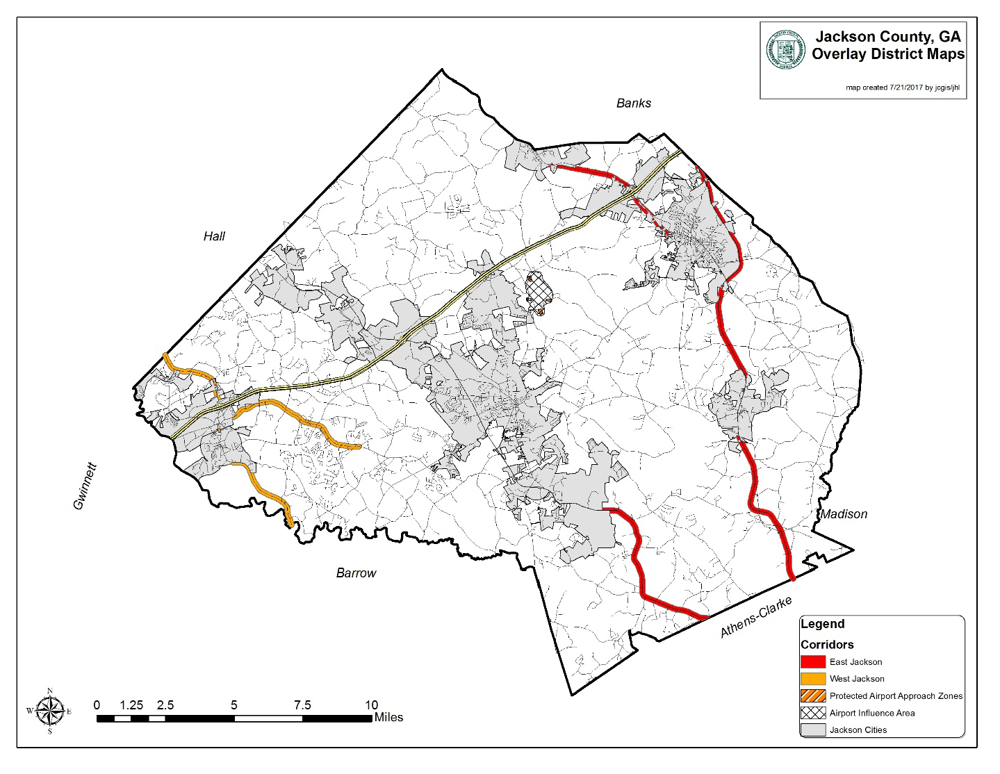 Jackson County, GA
Overlay District Maps
map created 7/21/2017 by jcgis/jhl
Banks
Hall
Gwinnett
Madison
Barrow
Athens-Clarke
Legend
Corridors
East Jackson
West Jackson
Protected Airport Approach Zones
Airport Influence Area
Jackson Cities
N
W E
S
0 1.25 2.5 5 7.5 10
Miles